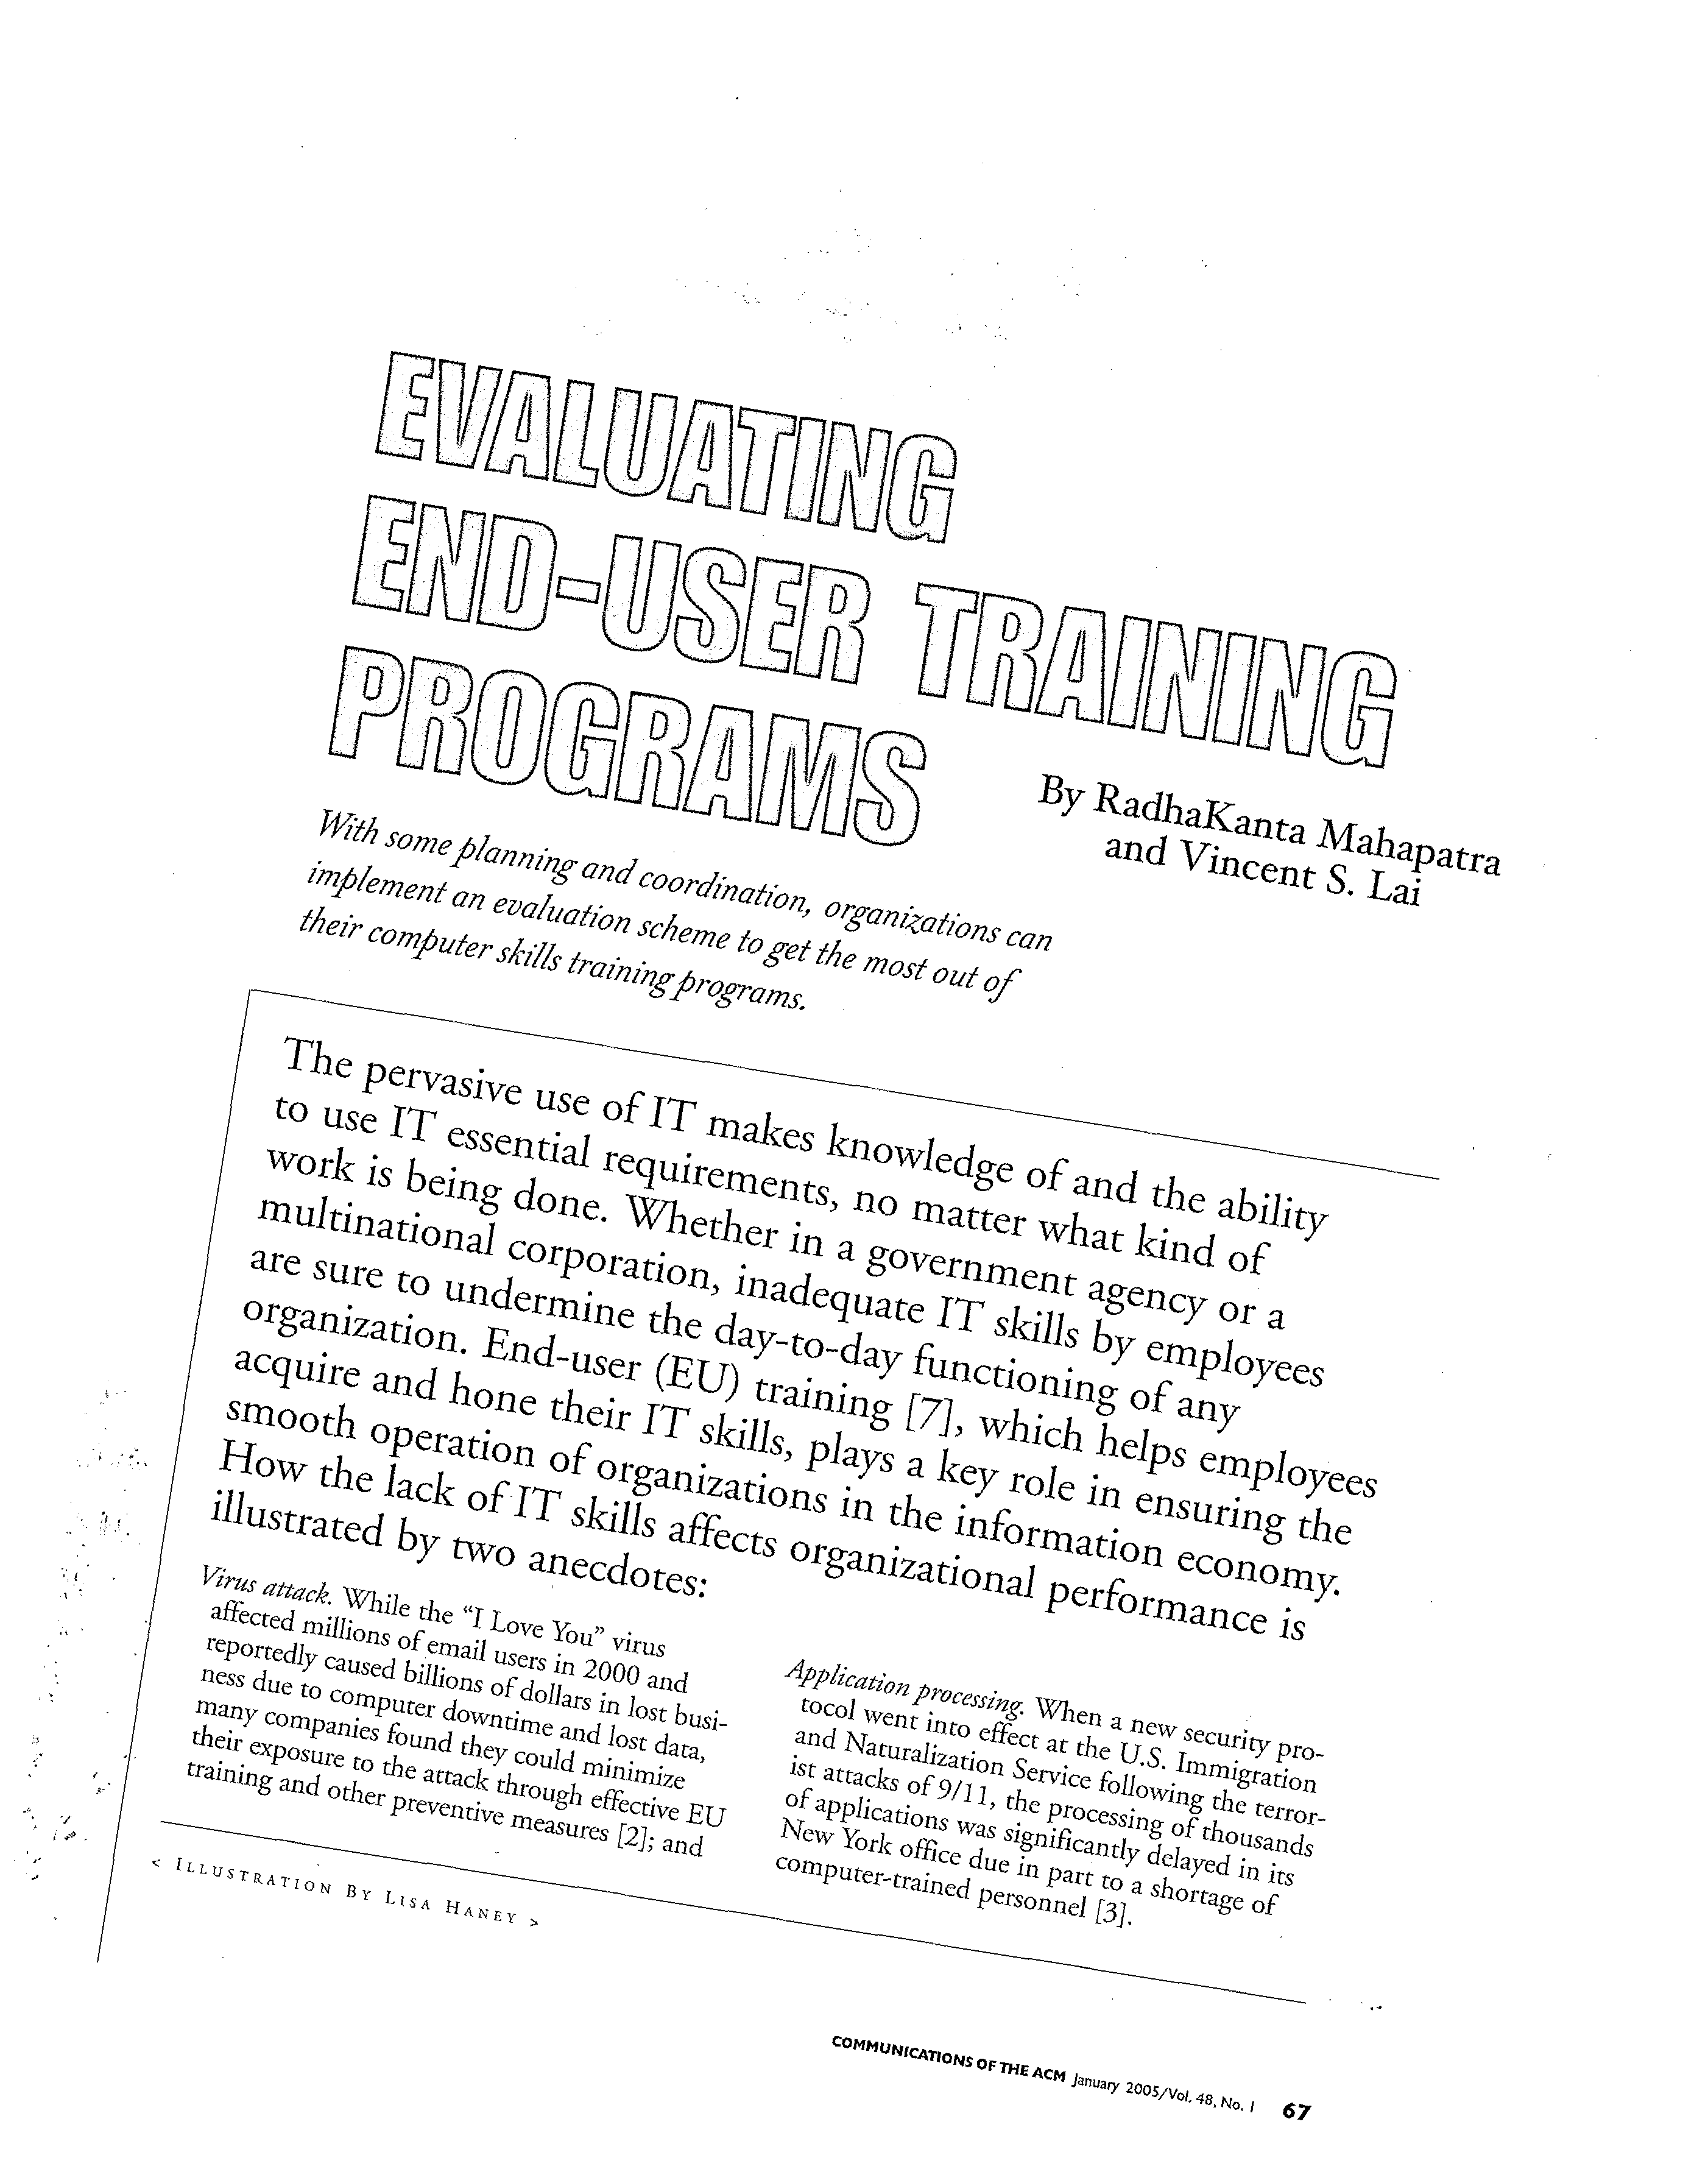 EVALUATING
END-USER TRAINING
PROGRAMS
By RadhaKanta Mahapatra
and Vincent S. Lai
With some planning and coordination, organizations can
implement an evaluation scheme to get the most out of
their computer skills training programs.
The pervasive use of IT makes knowledge of and the ability
to use IT essential requirements, no matter what kind of
work is being done. Whether in a government agency or a
multinational corporation, inadequate IT skills by employees
are sure to undermine the day-to-day functioning of any
organization. End-user (EU) training [7], which helps employees
acquire and hone their IT skills, plays a key role in ensuring the
smooth operation of organizations in the information economy.
How the lack of IT skills affects organizational performance is
illustrated by two anecdotes:
Virus attack. While the “I Love You” virus
affected millions of email users in 2000 and
reportedly caused billions of dollars in lost busi-
ness due to computer downtime and lost data,
many companies found they could minimize
their exposure to the attack through effective EU
training and other preventive measures [2]; and
Application processing. When a new security pro-
tocol went into effect at the U.S. Immigration
and Naturalization Service following the terror-
ist attacks of 9/11, the processing of thousands
of applications was significantly delayed in its
New York office due in part to a shortage of
computer-trained personnel [3].
< ILLUSTRATION BY LISA HANEY >
COMMUNICATIONS OF THE ACM January 2005/Vol. 48, No. 1 67